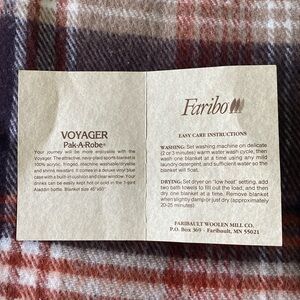 VOYAGER
Pak-A-Robe®
Your journey will be more enjoyable with the
Voyager. The attractive, navy-plaid sports blanket is
100% acrylic, fringed, machine washable/dryable
and shrink resistant. It comes in a deluxe vinyl blue
case with a built-in cushion and clear window. Your
drinks can be easily kept hot or cold in the 1-pint
Aladdin bottle. Blanket size 45"x60".
Faribo
EASY CARE INSTRUCTIONS
WASHING: Set washing machine on delicate
(2 or 3 minutes) warm water wash cycle, then
wash one blanket at a time using any mild
laundry detergent, and sufficient water so the
blanket will float.
DRYING: Set dryer on "low heat" setting, add
two bath towels to fill out the load, and then
dry one blanket at a time. Remove blanket
when slightly damp or just dry (approximately
20-25 minutes).
FARIBAULT WOOLEN MILL CO.
P.O. Box 369 - Faribault, MN 55021